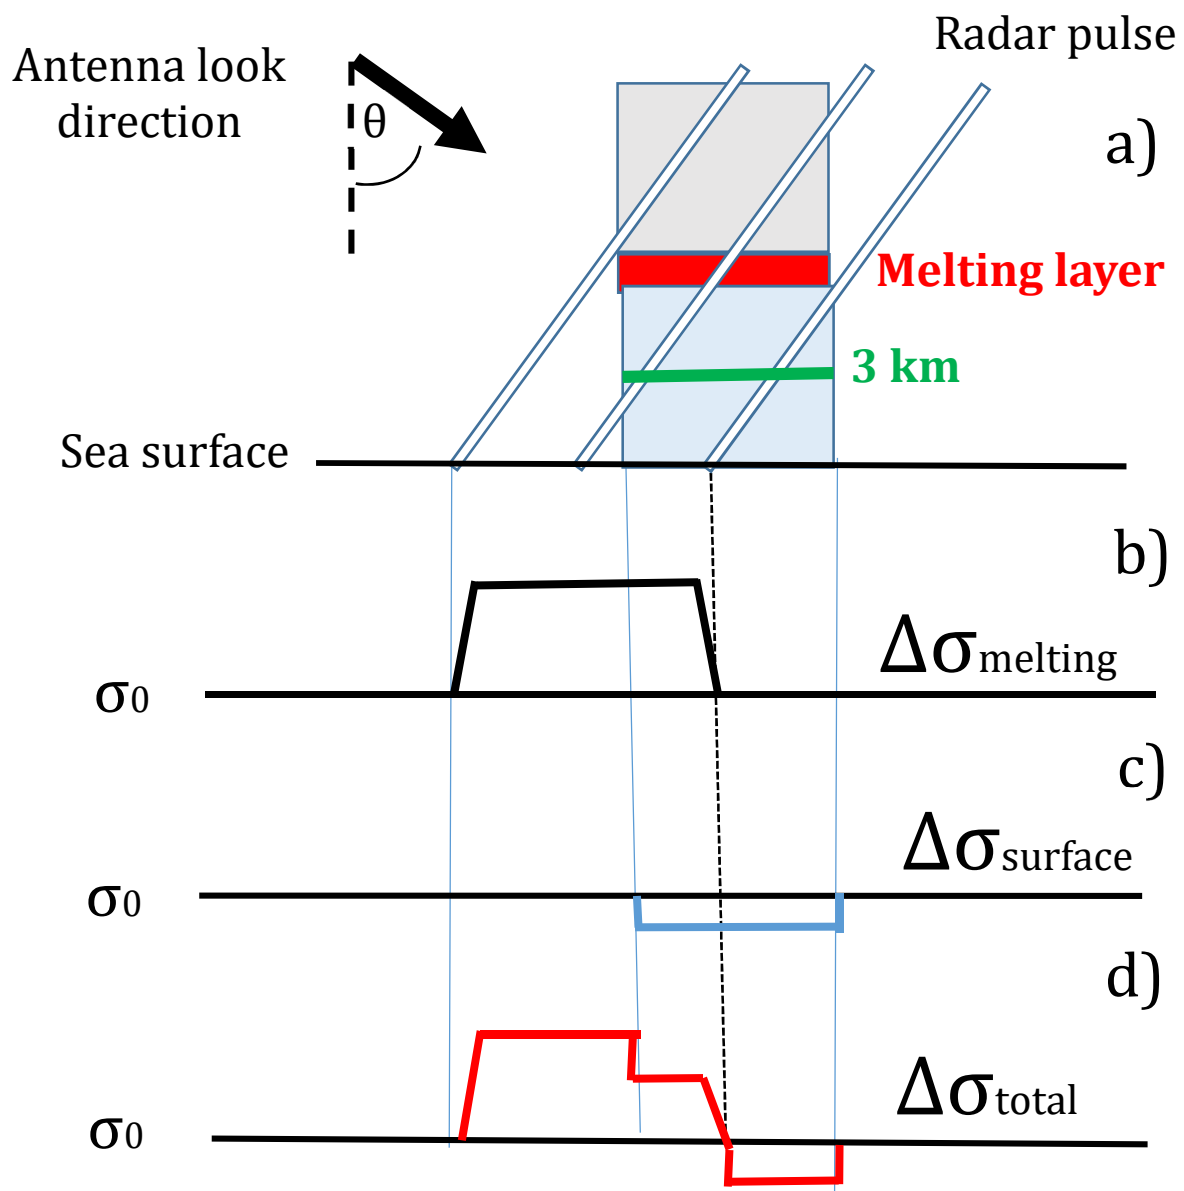 Radar pulse
Antenna look
direction
θ
a)
Melting layer
3 km
Sea surface
b)
Δσmelting
σ0
c)
Δσsurface
σ0
d)
Δσtotal
σ0